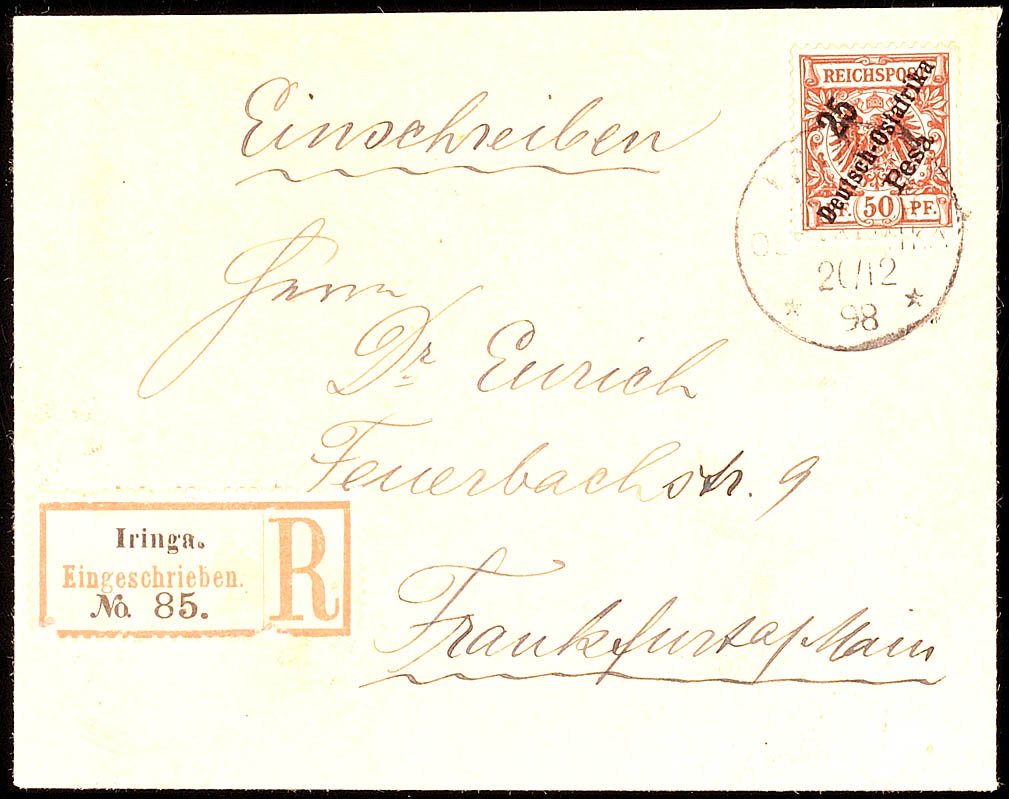 Einschreiben
REICHSPOST
25
Deutsch-Ostafrika
Pesa
50 PF.
20/12
98
Herrn
Dr Eurich
Feuerbachstr. 9
Frankfurt a/Main
Iringa.
Eingeschrieben.
No. 85.
R